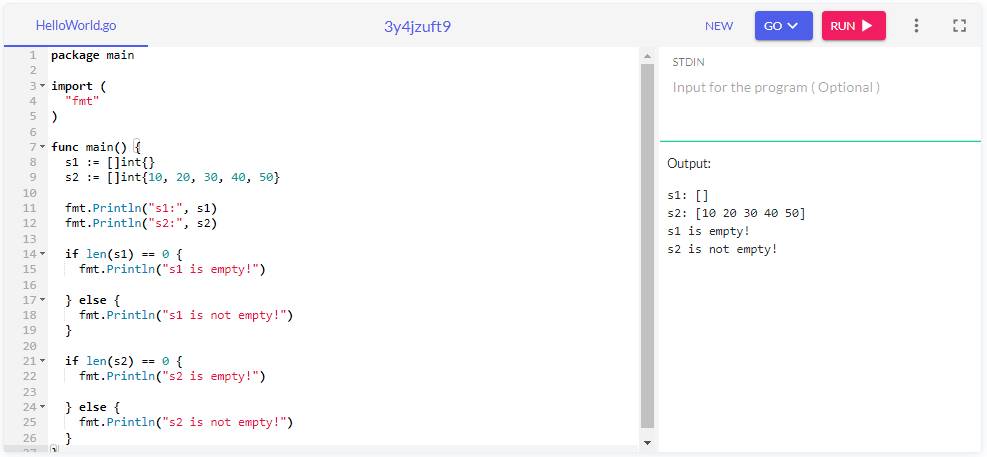 HelloWorld.go
3y4jzuft9
NEW
GO
RUN
1 package main
2
3 import (
4   "fmt"
5 )
6
7 func main() {
8   s1 := []int{}
9   s2 := []int{10, 20, 30, 40, 50}
10
11   fmt.Println("s1:", s1)
12   fmt.Println("s2:", s2)
13
14   if len(s1) == 0 {
15     fmt.Println("s1 is empty!")
16
17   } else {
18     fmt.Println("s1 is not empty!")
19   }
20
21   if len(s2) == 0 {
22     fmt.Println("s2 is empty!")
23
24   } else {
25     fmt.Println("s2 is not empty!")
26   }
27 }
STDIN
Input for the program ( Optional )
Output:
s1: []
s2: [10 20 30 40 50]
s1 is empty!
s2 is not empty!